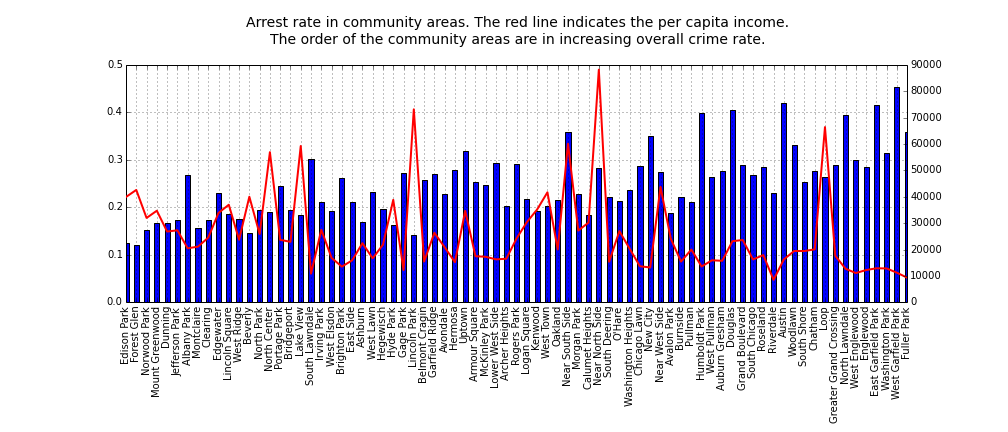 Arrest rate in community areas. The red line indicates the per capita income.
The order of the community areas are in increasing overall crime rate.
0.5
0.4
0.3
0.2
0.1
0.0
90000
80000
70000
60000
50000
40000
30000
20000
10000
0
Edison Park
Forest Glen
Norwood Park
Mount Greenwood
Dunning
Jefferson Park
Albany Park
Montclaire
Clearing
Edgewater
Lincoln Square
West Ridge
Beverly
North Park
North Center
Portage Park
Bridgeport
Lake View
South Lawndale
Irving Park
West Elsdon
Brighton Park
East Side
Ashburn
West Lawn
Hegewisch
Hyde Park
Gage Park
Lincoln Park
Belmont Cragin
Garfield Ridge
Avondale
Hermosa
Uptown
Armour Square
McKinley Park
Lower West Side
Archer Heights
Rogers Park
Logan Square
Kenwood
West Town
Oakland
Near South Side
Morgan Park
Calumet Heights
Near North Side
South Deering
O'Hare
Washington Heights
Chicago Lawn
New City
Near West Side
Avalon Park
Burnside
Pullman
Humboldt Park
West Pullman
Auburn Gresham
Douglas
Grand Boulevard
South Chicago
Roseland
Riverdale
Austin
Woodlawn
South Shore
Chatham
Loop
Greater Grand Crossing
North Lawndale
West Englewood
Englewood
East Garfield Park
Washington Park
West Garfield Park
Fuller Park